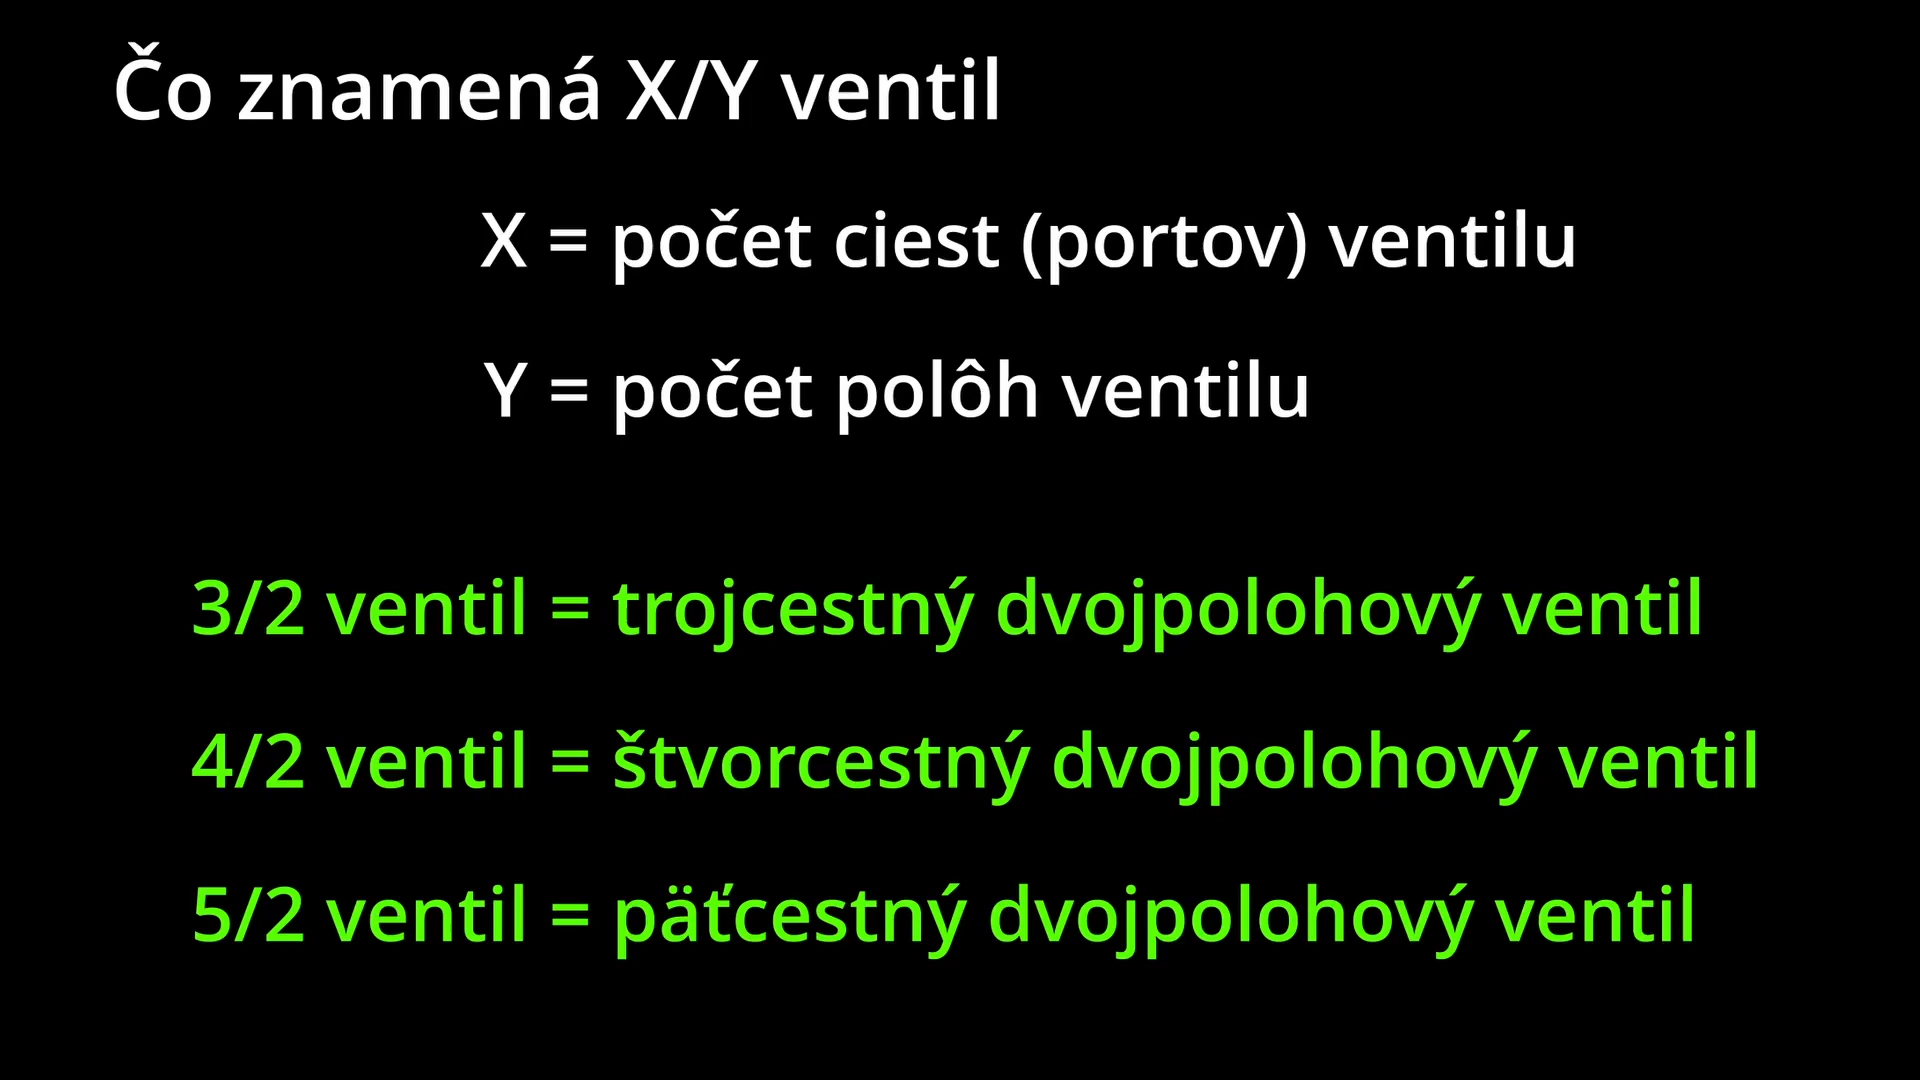 Čo znamená X/Y ventil
X = počet ciest (portov) ventilu
Y = počet polôh ventilu
3/2 ventil = trojcestný dvojpolohový ventil
4/2 ventil = štvorcestný dvojpolohový ventil
5/2 ventil = päťcestný dvojpolohový ventil